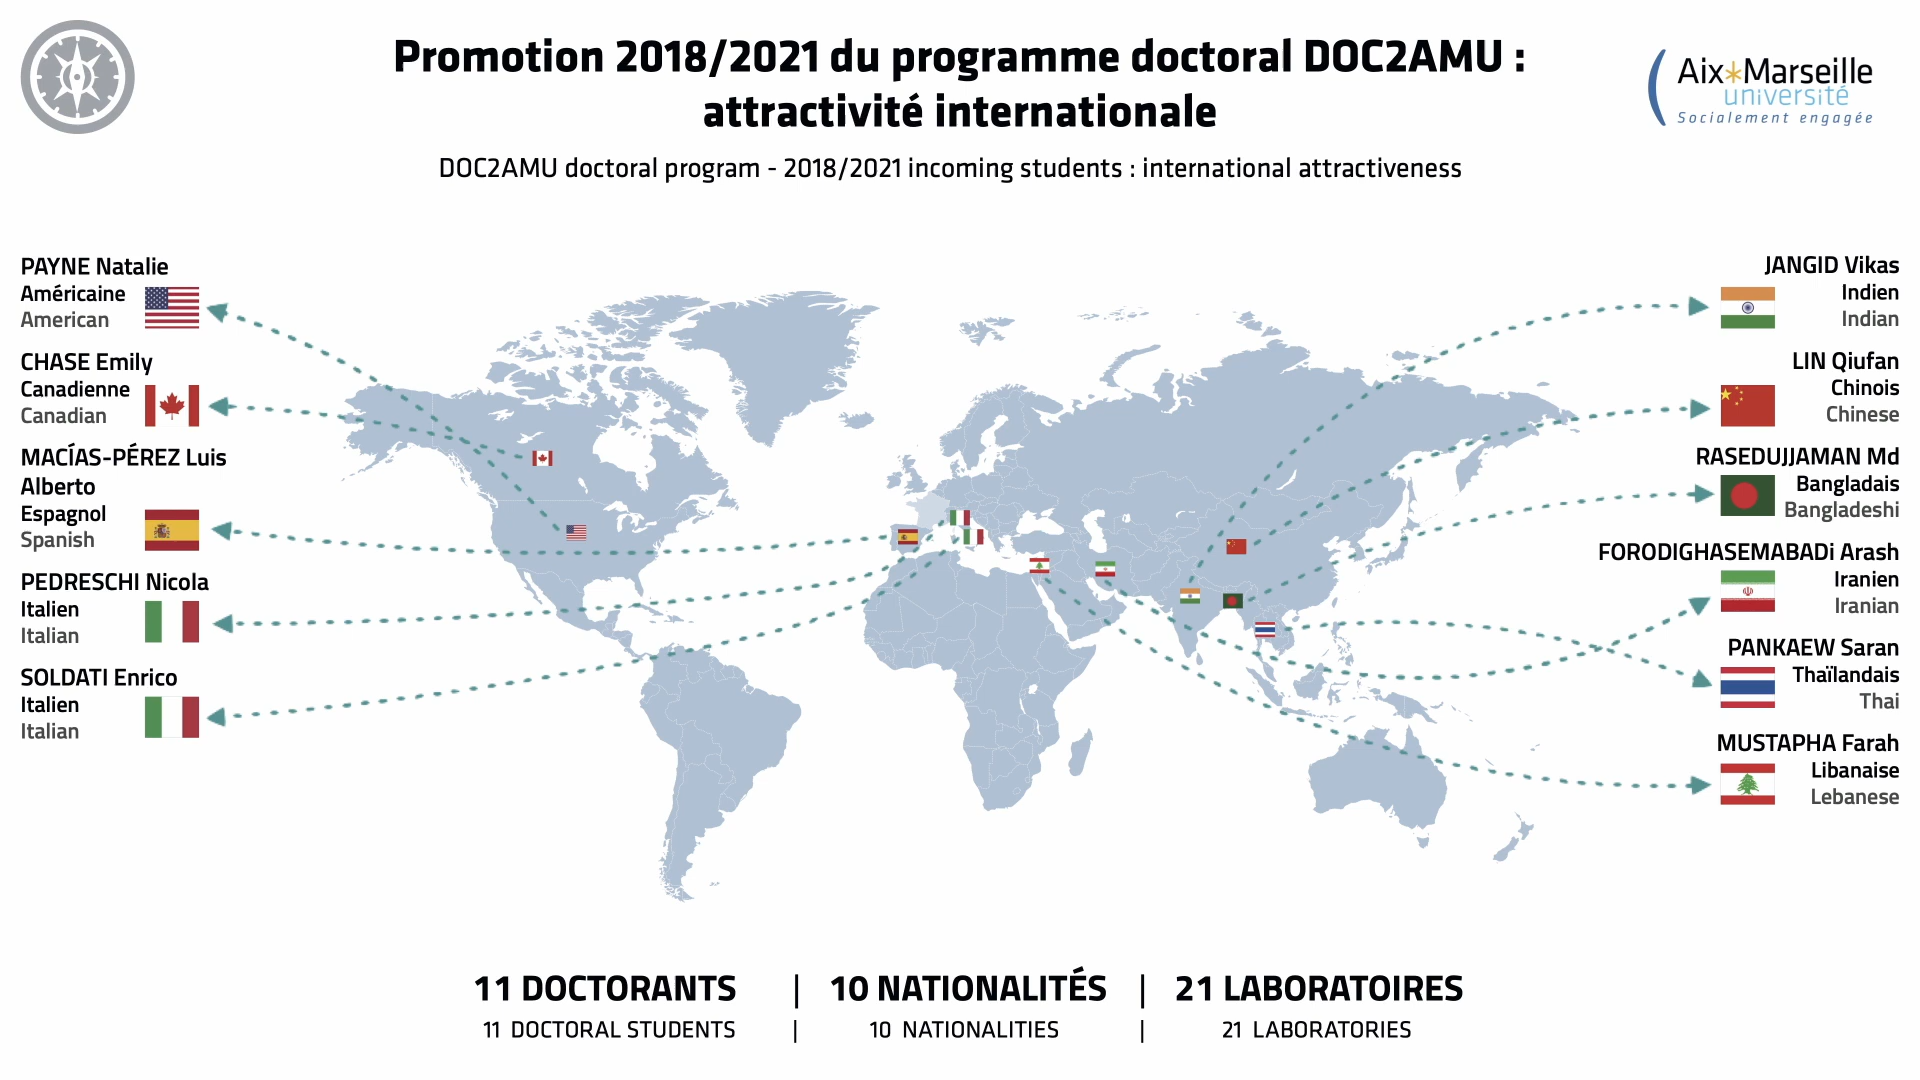 Promotion 2018/2021 du programme doctoral DOC2AMU :
attractivité internationale
DOC2AMU doctoral program - 2018/2021 incoming students : international attractiveness
Aix*Marseille
université
Socialement engagée
PAYNE Natalie
Américaine
American
CHASE Emily
Canadienne
Canadian
MACÍAS-PÉREZ Luis
Alberto
Espagnol
Spanish
PEDRESCHI Nicola
Italien
Italian
SOLDATI Enrico
Italien
Italian
JANGID Vikas
Indien
Indian
LIN Qiufan
Chinois
Chinese
RASEDUJJAMAN Md
Bangladais
Bangladeshi
FORODIGHASEMABADi Arash
Iranien
Iranian
PANKAEW Saran
Thaïlandais
Thai
MUSTAPHA Farah
Libanaise
Lebanese
11 DOCTORANTS | 10 NATIONALITÉS | 21 LABORATOIRES
11 DOCTORAL STUDENTS | 10 NATIONALITIES | 21 LABORATORIES